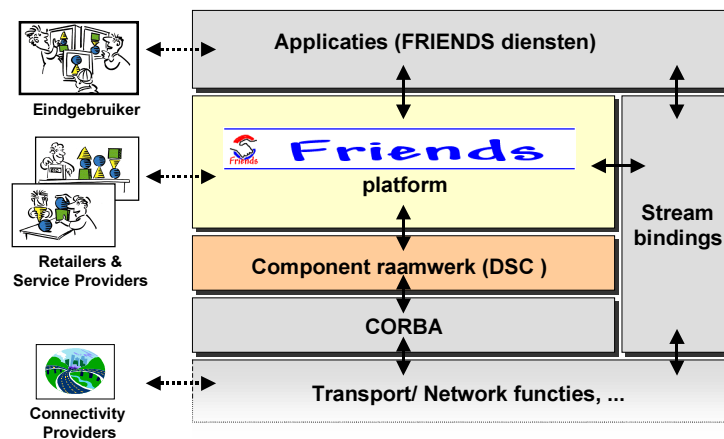 Applicaties (FRIENDS diensten)
Eindgebruiker
Friends
Friends
platform
Retailers &
Service Providers
Stream
bindings
Component raamwerk (DSC )
CORBA
Transport/ Network functies, ...
Connectivity
Providers